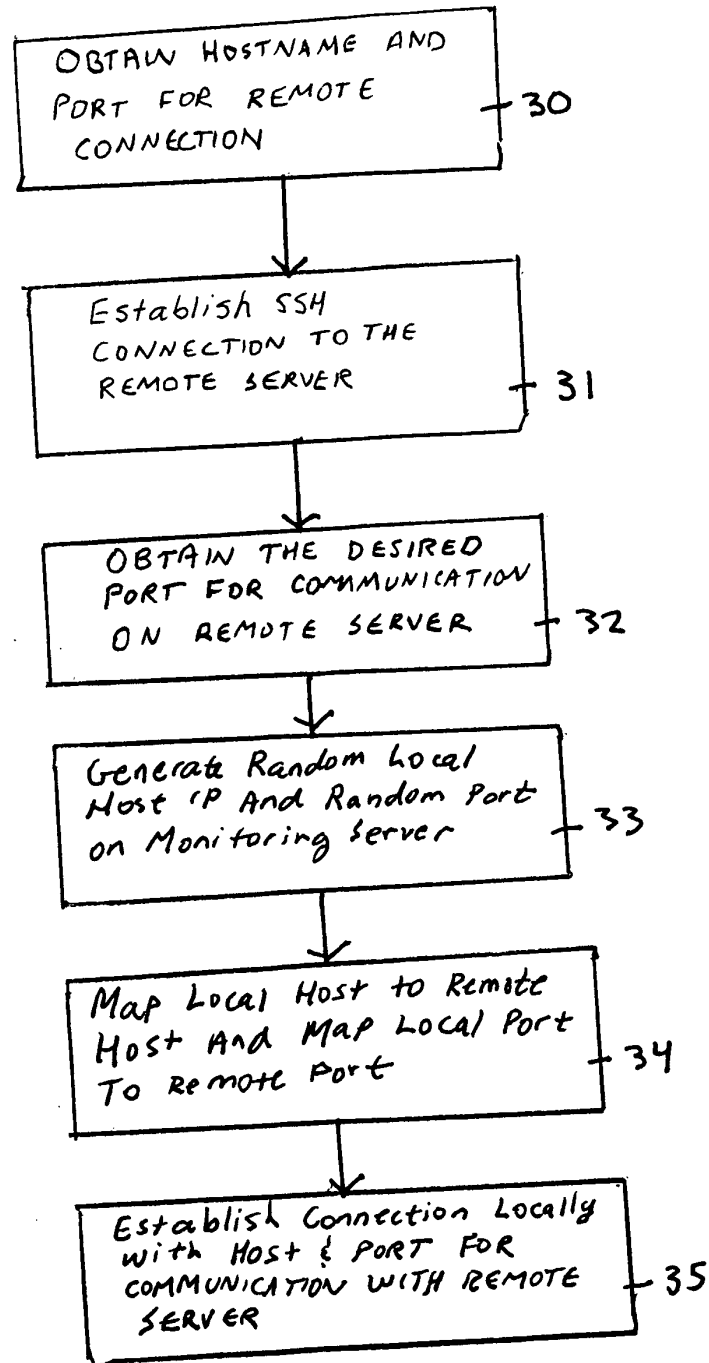 OBTAIN HOSTNAME AND
PORT FOR REMOTE
CONNECTION
30
Establish SSH
CONNECTION TO THE
REMOTE SERVER
31
OBTAIN THE DESIRED
PORT FOR COMMUNICATION
ON REMOTE SERVER
32
Generate Random Local
Host IP And Random Port
on Monitoring Server
33
Map Local Host to Remote
Host And Map Local Port
To Remote Port
34
Establish Connection Locally
with Host & PORT FOR
COMMUNICATION WITH REMOTE
SERVER
35